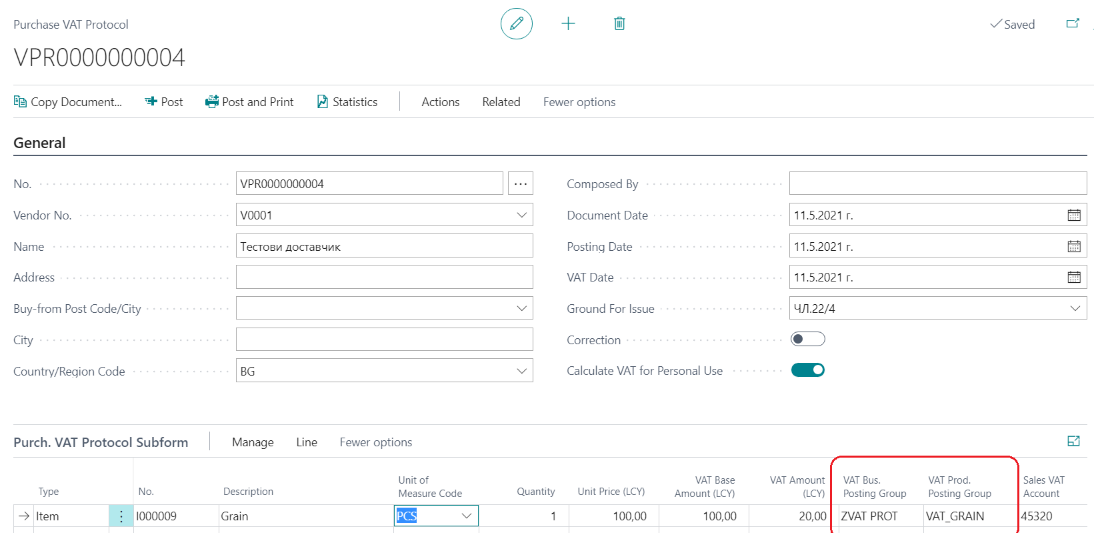 Purchase VAT Protocol
Saved
VPR0000000004
Copy Document... Post Post and Print Statistics Actions Related Fewer options
General
No. VPR0000000004 ... Composed By
Vendor No. V0001 Document Date 11.5.2021 г.
Name Тестови доставчик Posting Date 11.5.2021 г.
Address VAT Date 11.5.2021 г.
Buy-from Post Code/City Ground For Issue ЧЛ.22/4
City Correction
Country/Region Code BG Calculate VAT for Personal Use
Purch. VAT Protocol Subform Manage Line Fewer options
Type No. Description Unit of Measure Code Quantity Unit Price (LCY) VAT Base Amount (LCY) VAT Amount (LCY) VAT Bus. Posting Group VAT Prod. Posting Group Sales VAT Account
Item I000009 Grain PCS 1 100,00 100,00 20,00 ZVAT PROT VAT_GRAIN 45320